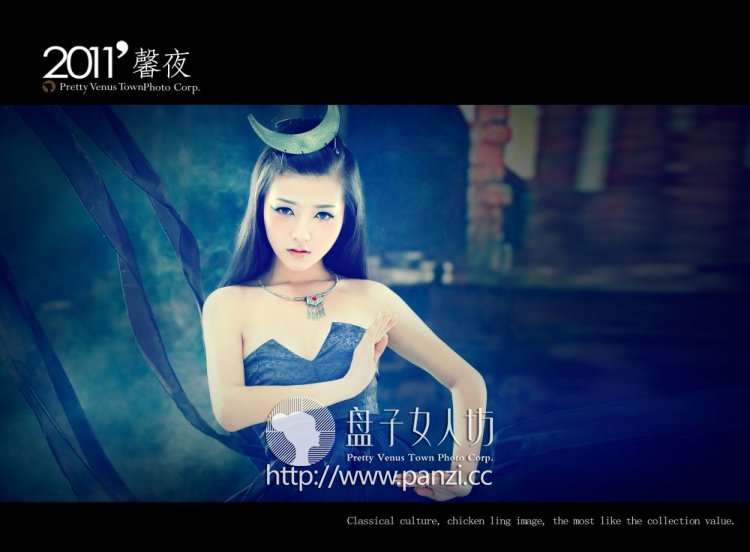 2011’馨夜
Pretty Venus TownPhoto Corp.
盘子女人坊
Pretty Venus Town Photo Corp.
http://www.panzi.cc
Classical culture, chicken ling image, the most like the collection value.